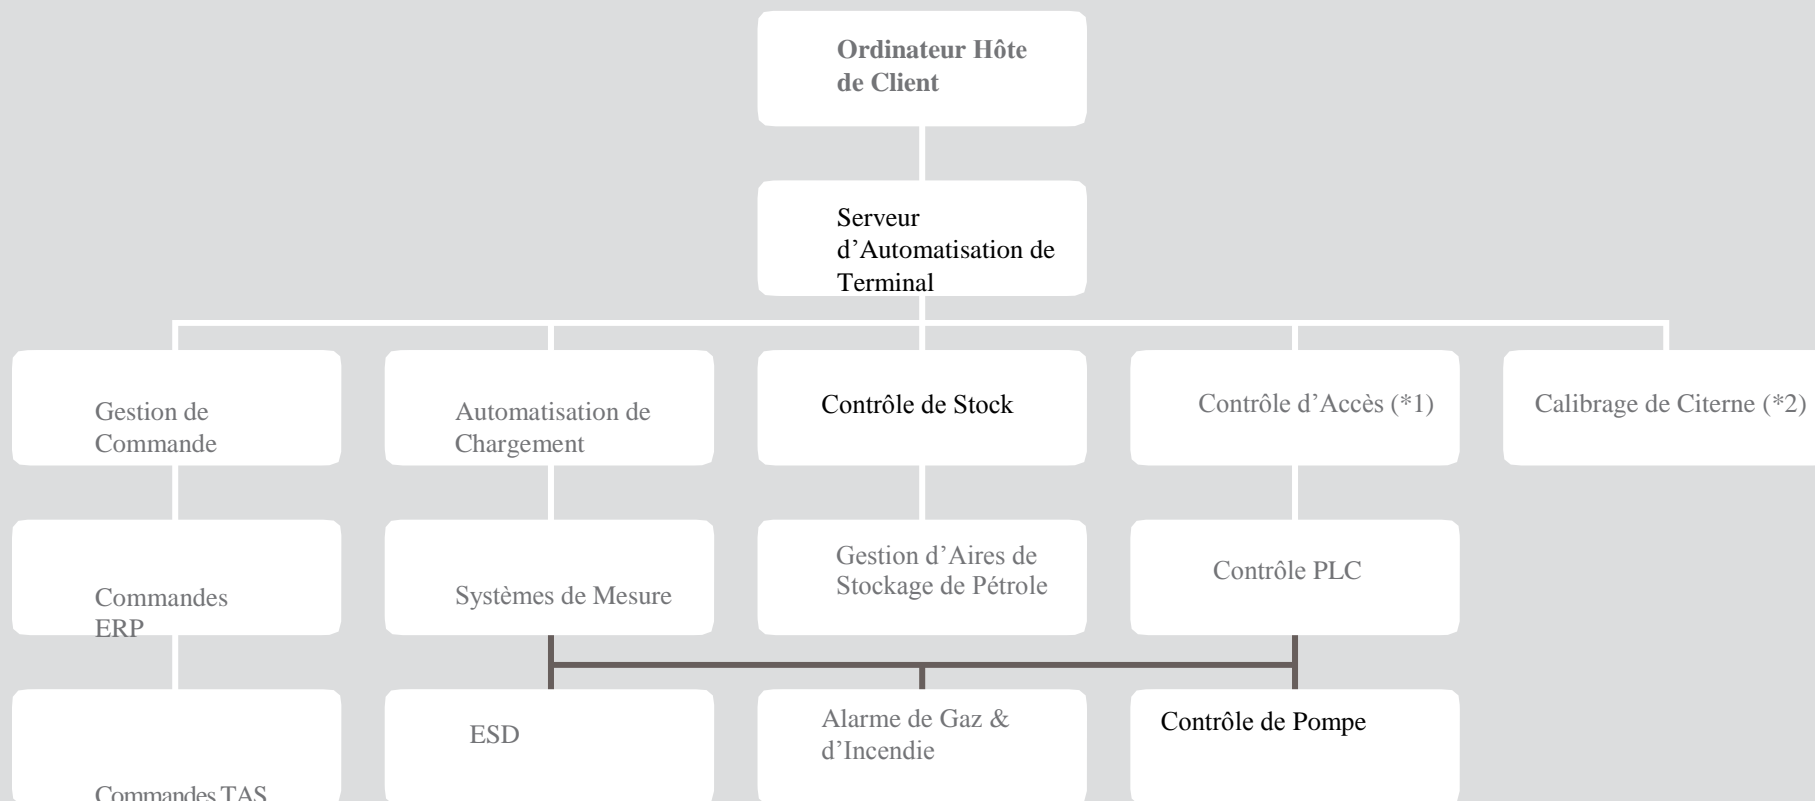 Ordinateur Hôte
de Client
Serveur
d’Automatisation de
Terminal
Gestion de
Commande
Automatisation de
Chargement
Contrôle de Stock
Contrôle d’Accès (*1)
Calibrage de Citerne (*2)
Commandes
ERP
Systèmes de Mesure
Gestion d’Aires de
Stockage de Pétrole
Contrôle PLC
Commandes TAS
ESD
Alarme de Gaz &
d’Incendie
Contrôle de Pompe